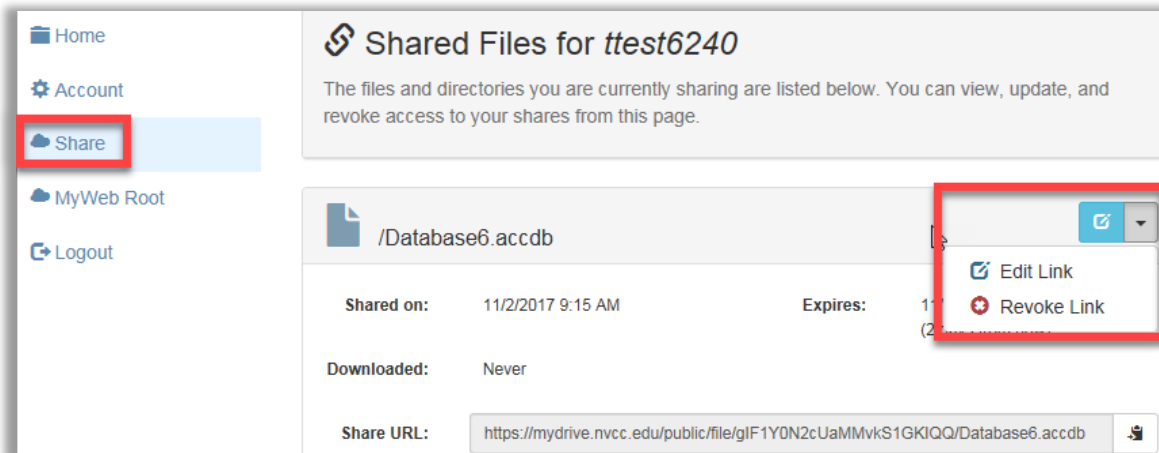 Home
Account
Share
MyWeb Root
Logout
Shared Files for ttest6240
The files and directories you are currently sharing are listed below. You can view, update, and
revoke access to your shares from this page.
/Database6.accdb
Edit Link
Revoke Link
Shared on: 11/2/2017 9:15 AM Expires:
Downloaded: Never
Share URL: https://mydrive.nvcc.edu/public/file/gIF1Y0N2cUaMMvkS1GKIQQ/Database6.accdb